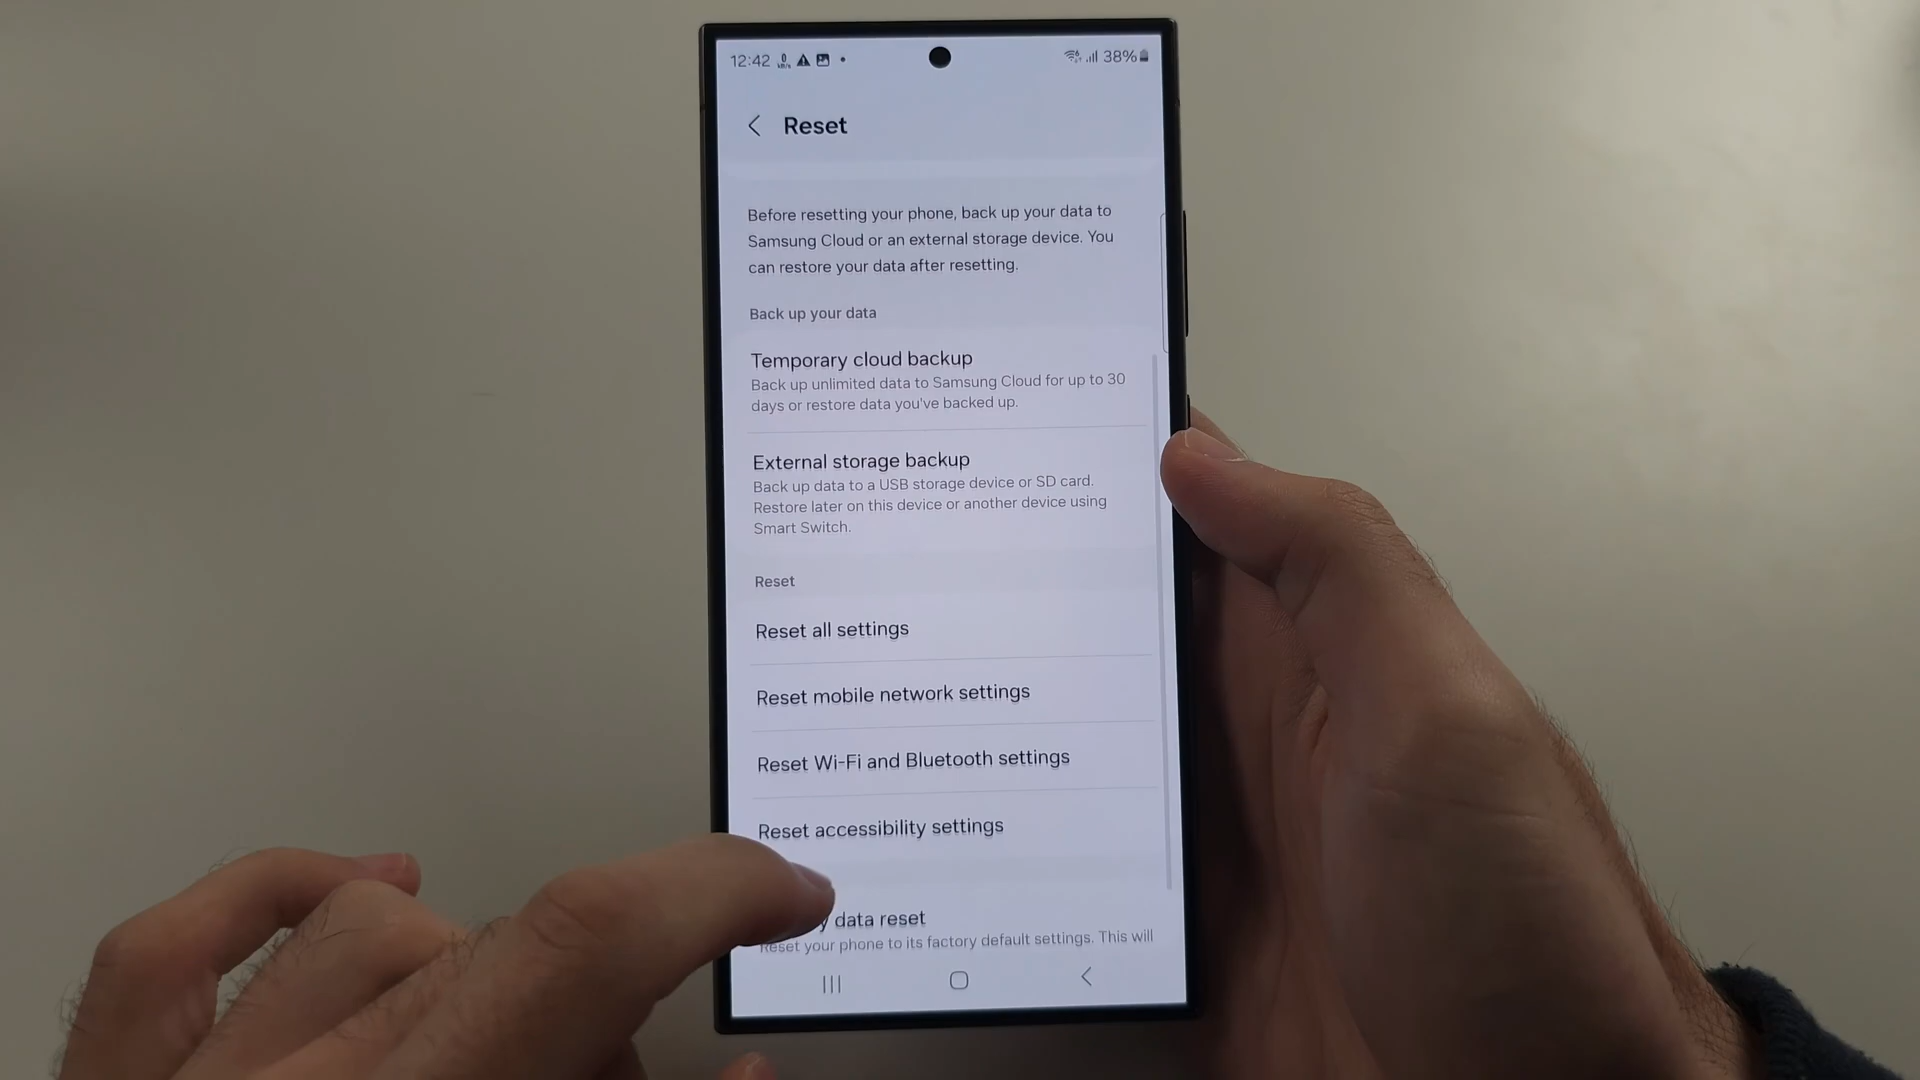 12:42 38%
Reset
Before resetting your phone, back up your data to
Samsung Cloud or an external storage device. You
can restore your data after resetting.
Back up your data
Temporary cloud backup
Back up unlimited data to Samsung Cloud for up to 30
days or restore data you've backed up.
External storage backup
Back up data to a USB storage device or SD card.
Restore later on this device or another device using
Smart Switch.
Reset
Reset all settings
Reset mobile network settings
Reset Wi-Fi and Bluetooth settings
Reset accessibility settings
data reset
Reset your phone to its factory default settings. This will